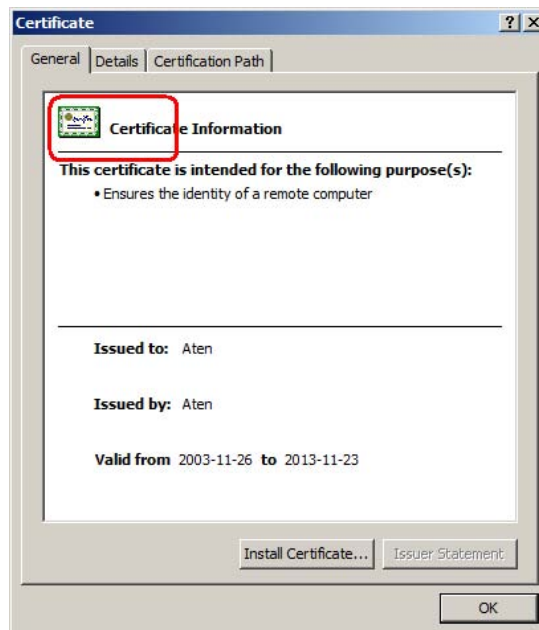 Certificate
General Details Certification Path
Certificate Information
This certificate is intended for the following purpose(s):
• Ensures the identity of a remote computer
Issued to: Aten
Issued by: Aten
Valid from 2003-11-26 to 2013-11-23
Install Certificate... Issuer Statement
OK